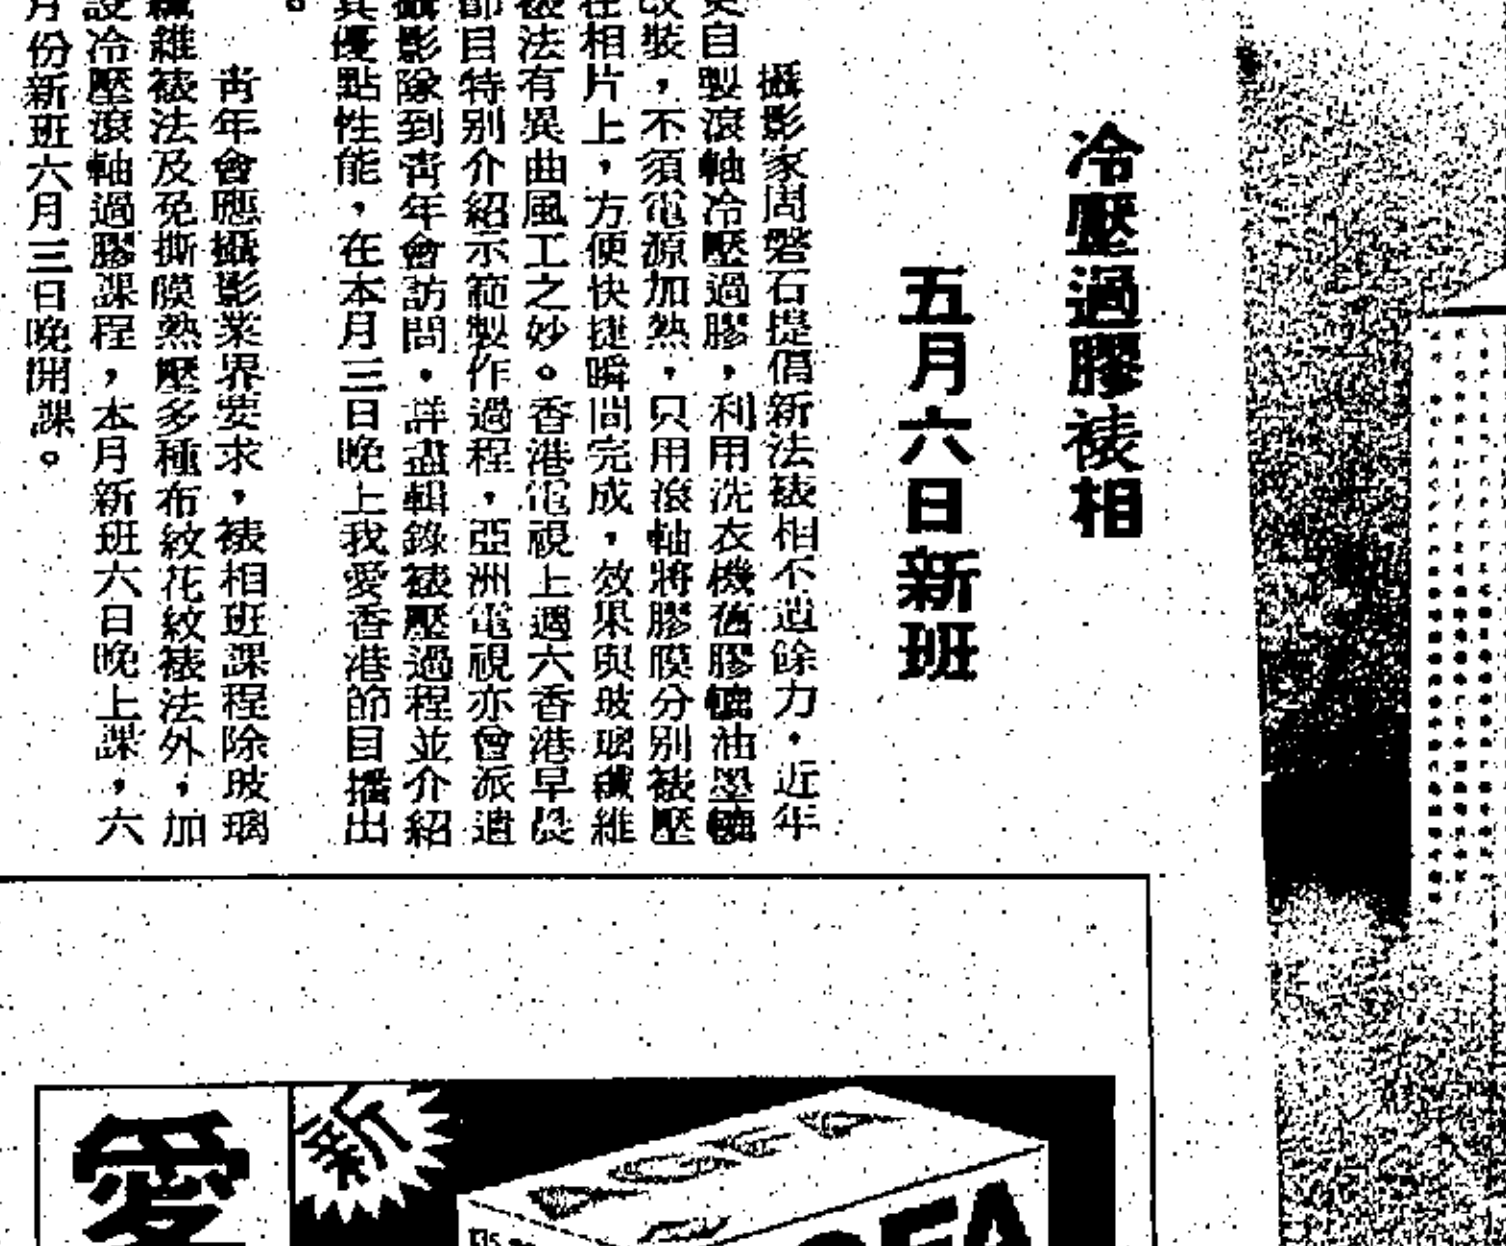 冷壓過膠裱相
五月六日新班
攝影家周磐石提倡新法裱相不遺餘力，近年
自製滾軸冷壓過膠，利用洗衣機舊膠轆油墨轆
裝，不須電源加熱，只用滾軸將膠膜分別裱壓
相片上，方便快捷瞬間完成，效果與玻璃纖維
裱法有異曲風工之妙。香港電視上週六香港早晨
節目特別介紹示範製作過程，亞洲電視亦會派遣
攝影隊到青年會訪問，詳盡輯錄裱壓過程並介紹
其優點性能，在本月三日晚上我愛香港節目播出
。
青年會應攝影業界要求，裱相班課程除玻璃
纖維裱法及免撕膜熱壓多種布紋花紋裱法外，加
設冷壓滾軸過膠課程，本月新班六日晚上課，六
月份新班六月三日晚開課。
愛
新